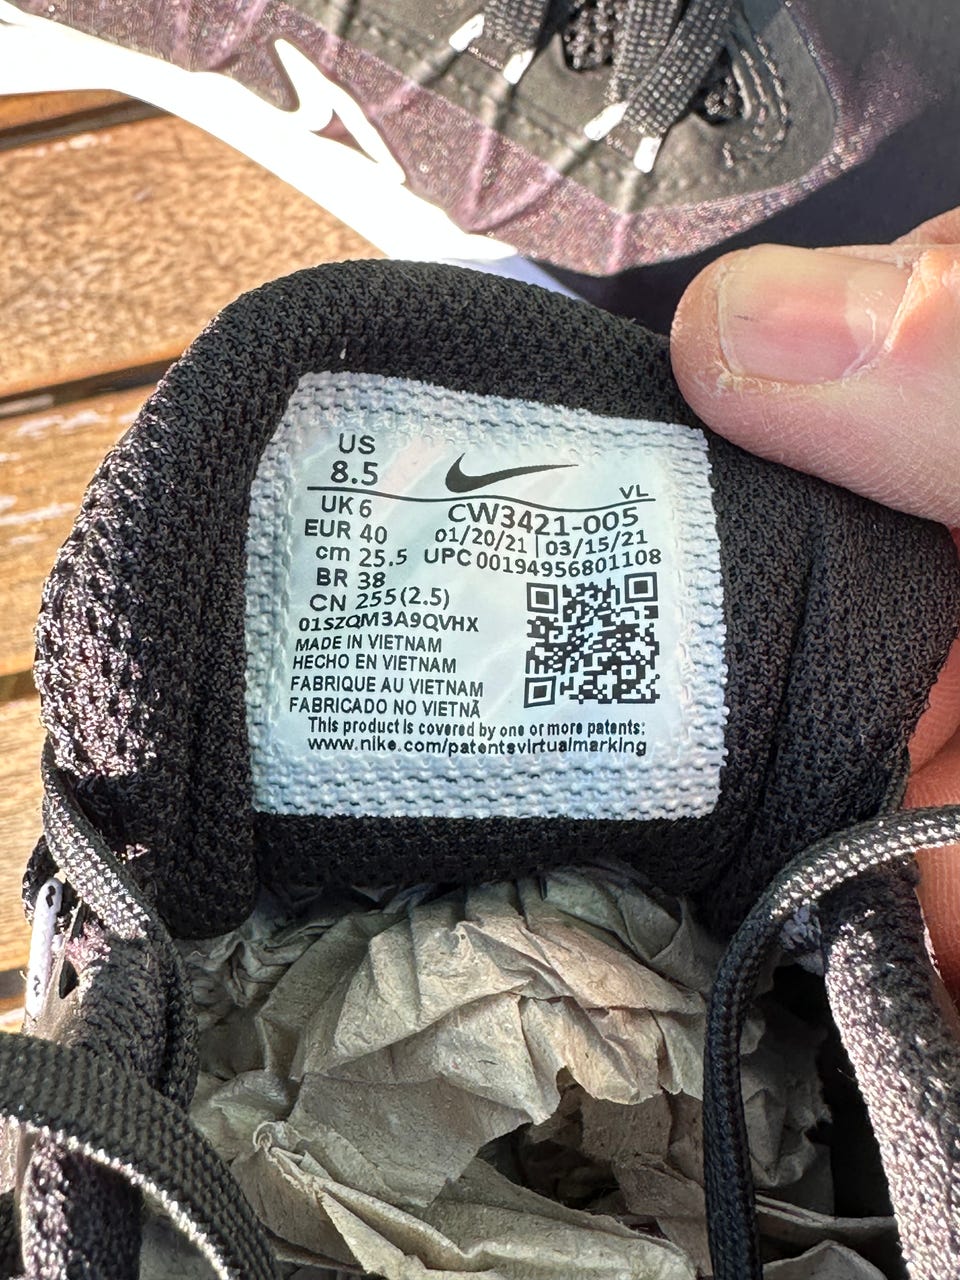 US
8.5
VL
UK 6
CW3421-005
EUR 40
01/20/21 | 03/15/21
cm 25.5
UPC 00194956801108
BR 38
CN 255(2.5)
01SZQM3A9QVHX
MADE IN VIETNAM
HECHO EN VIETNAM
FABRIQUE AU VIETNAM
FABRICADO NO VIETNÃ
This product is covered by one or more patents:
www.nike.com/patentsvirtualmarking